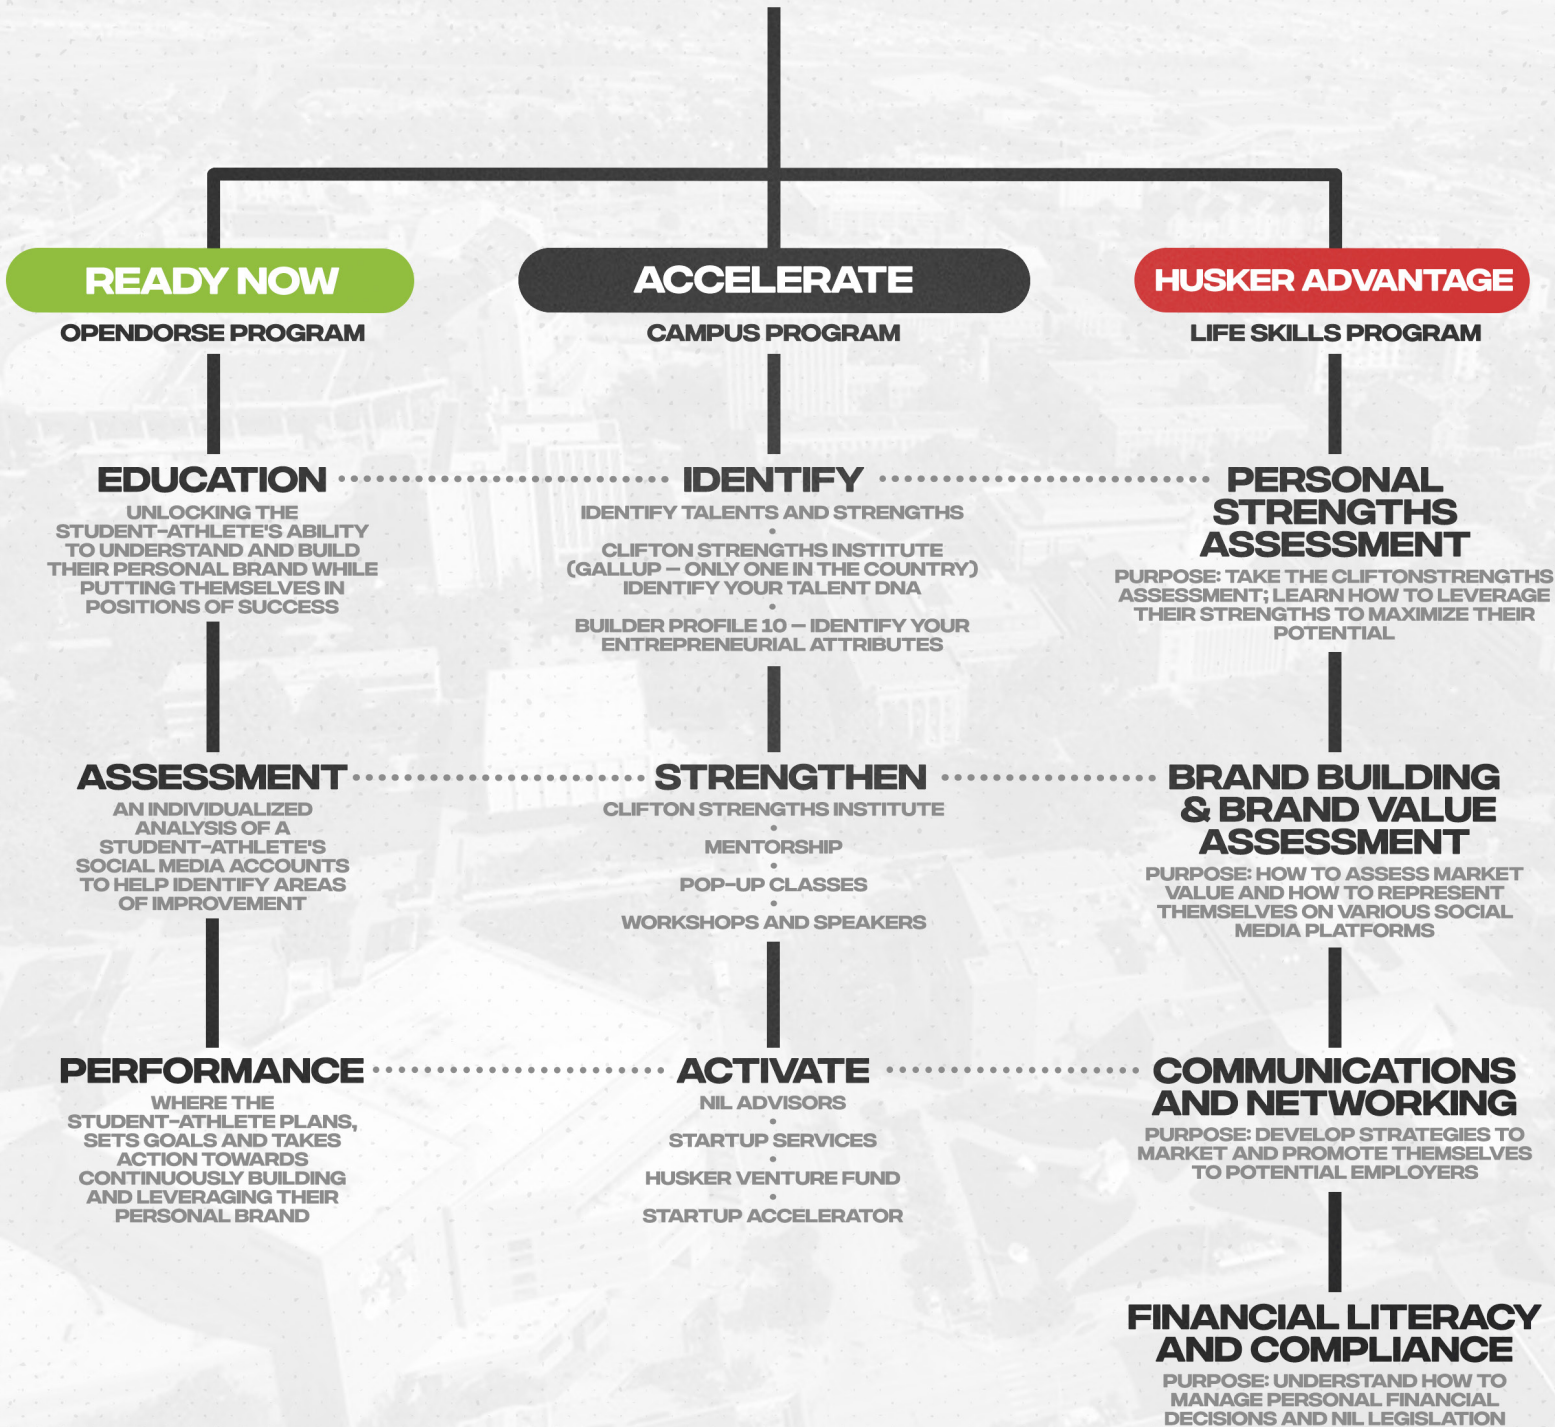 READY NOW
OPENDORSE PROGRAM
EDUCATION
UNLOCKING THE
STUDENT-ATHLETE'S ABILITY
TO UNDERSTAND AND BUILD
THEIR PERSONAL BRAND WHILE
PUTTING THEMSELVES IN
POSITIONS OF SUCCESS
ASSESSMENT
AN INDIVIDUALIZED
ANALYSIS OF A
STUDENT-ATHLETE'S
SOCIAL MEDIA ACCOUNTS
TO HELP IDENTIFY AREAS
OF IMPROVEMENT
PERFORMANCE
WHERE THE
STUDENT-ATHLETE PLANS,
SETS GOALS AND TAKES
ACTION TOWARDS
CONTINUOUSLY BUILDING
AND LEVERAGING THEIR
PERSONAL BRAND
ACCELERATE
CAMPUS PROGRAM
IDENTIFY
IDENTIFY TALENTS AND STRENGTHS
•
CLIFTON STRENGTHS INSTITUTE
(GALLUP – ONLY ONE IN THE COUNTRY)
IDENTIFY YOUR TALENT DNA
•
BUILDER PROFILE 10 – IDENTIFY YOUR
ENTREPRENEURIAL ATTRIBUTES
STRENGTHEN
CLIFTON STRENGTHS INSTITUTE
•
MENTORSHIP
•
POP-UP CLASSES
•
WORKSHOPS AND SPEAKERS
ACTIVATE
NIL ADVISORS
•
STARTUP SERVICES
•
HUSKER VENTURE FUND
•
STARTUP ACCELERATOR
HUSKER ADVANTAGE
LIFE SKILLS PROGRAM
PERSONAL
STRENGTHS
ASSESSMENT
PURPOSE: TAKE THE CLIFTONSTRENGTHS
ASSESSMENT; LEARN HOW TO LEVERAGE
THEIR STRENGTHS TO MAXIMIZE THEIR
POTENTIAL
BRAND BUILDING
& BRAND VALUE
ASSESSMENT
PURPOSE: HOW TO ASSESS MARKET
VALUE AND HOW TO REPRESENT
THEMSELVES ON VARIOUS SOCIAL
MEDIA PLATFORMS
COMMUNICATIONS
AND NETWORKING
PURPOSE: DEVELOP STRATEGIES TO
MARKET AND PROMOTE THEMSELVES
TO POTENTIAL EMPLOYERS
FINANCIAL LITERACY
AND COMPLIANCE
PURPOSE: UNDERSTAND HOW TO
MANAGE PERSONAL FINANCIAL
DECISIONS AND NIL LEGISLATION